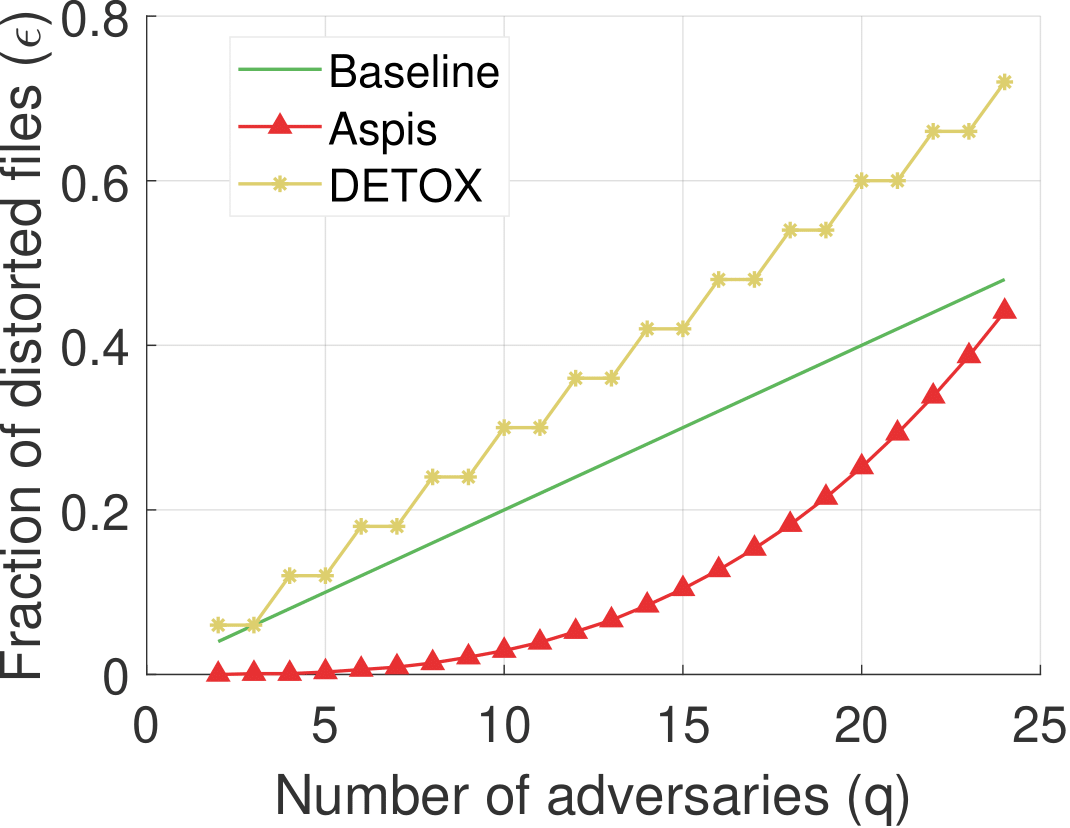 Fraction of distorted files (ϵ)
0.8
0.6
0.4
0.2
0
Baseline
Aspis
DETOX
0 5 10 15 20 25
Number of adversaries (q)